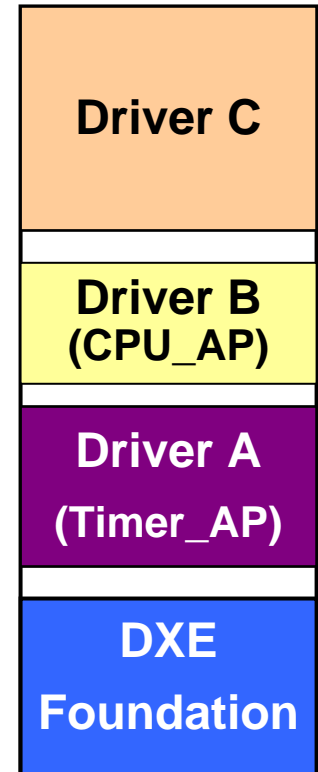 Driver C
Driver B
(CPU_AP)
Driver A
(Timer_AP)
DXE
Foundation